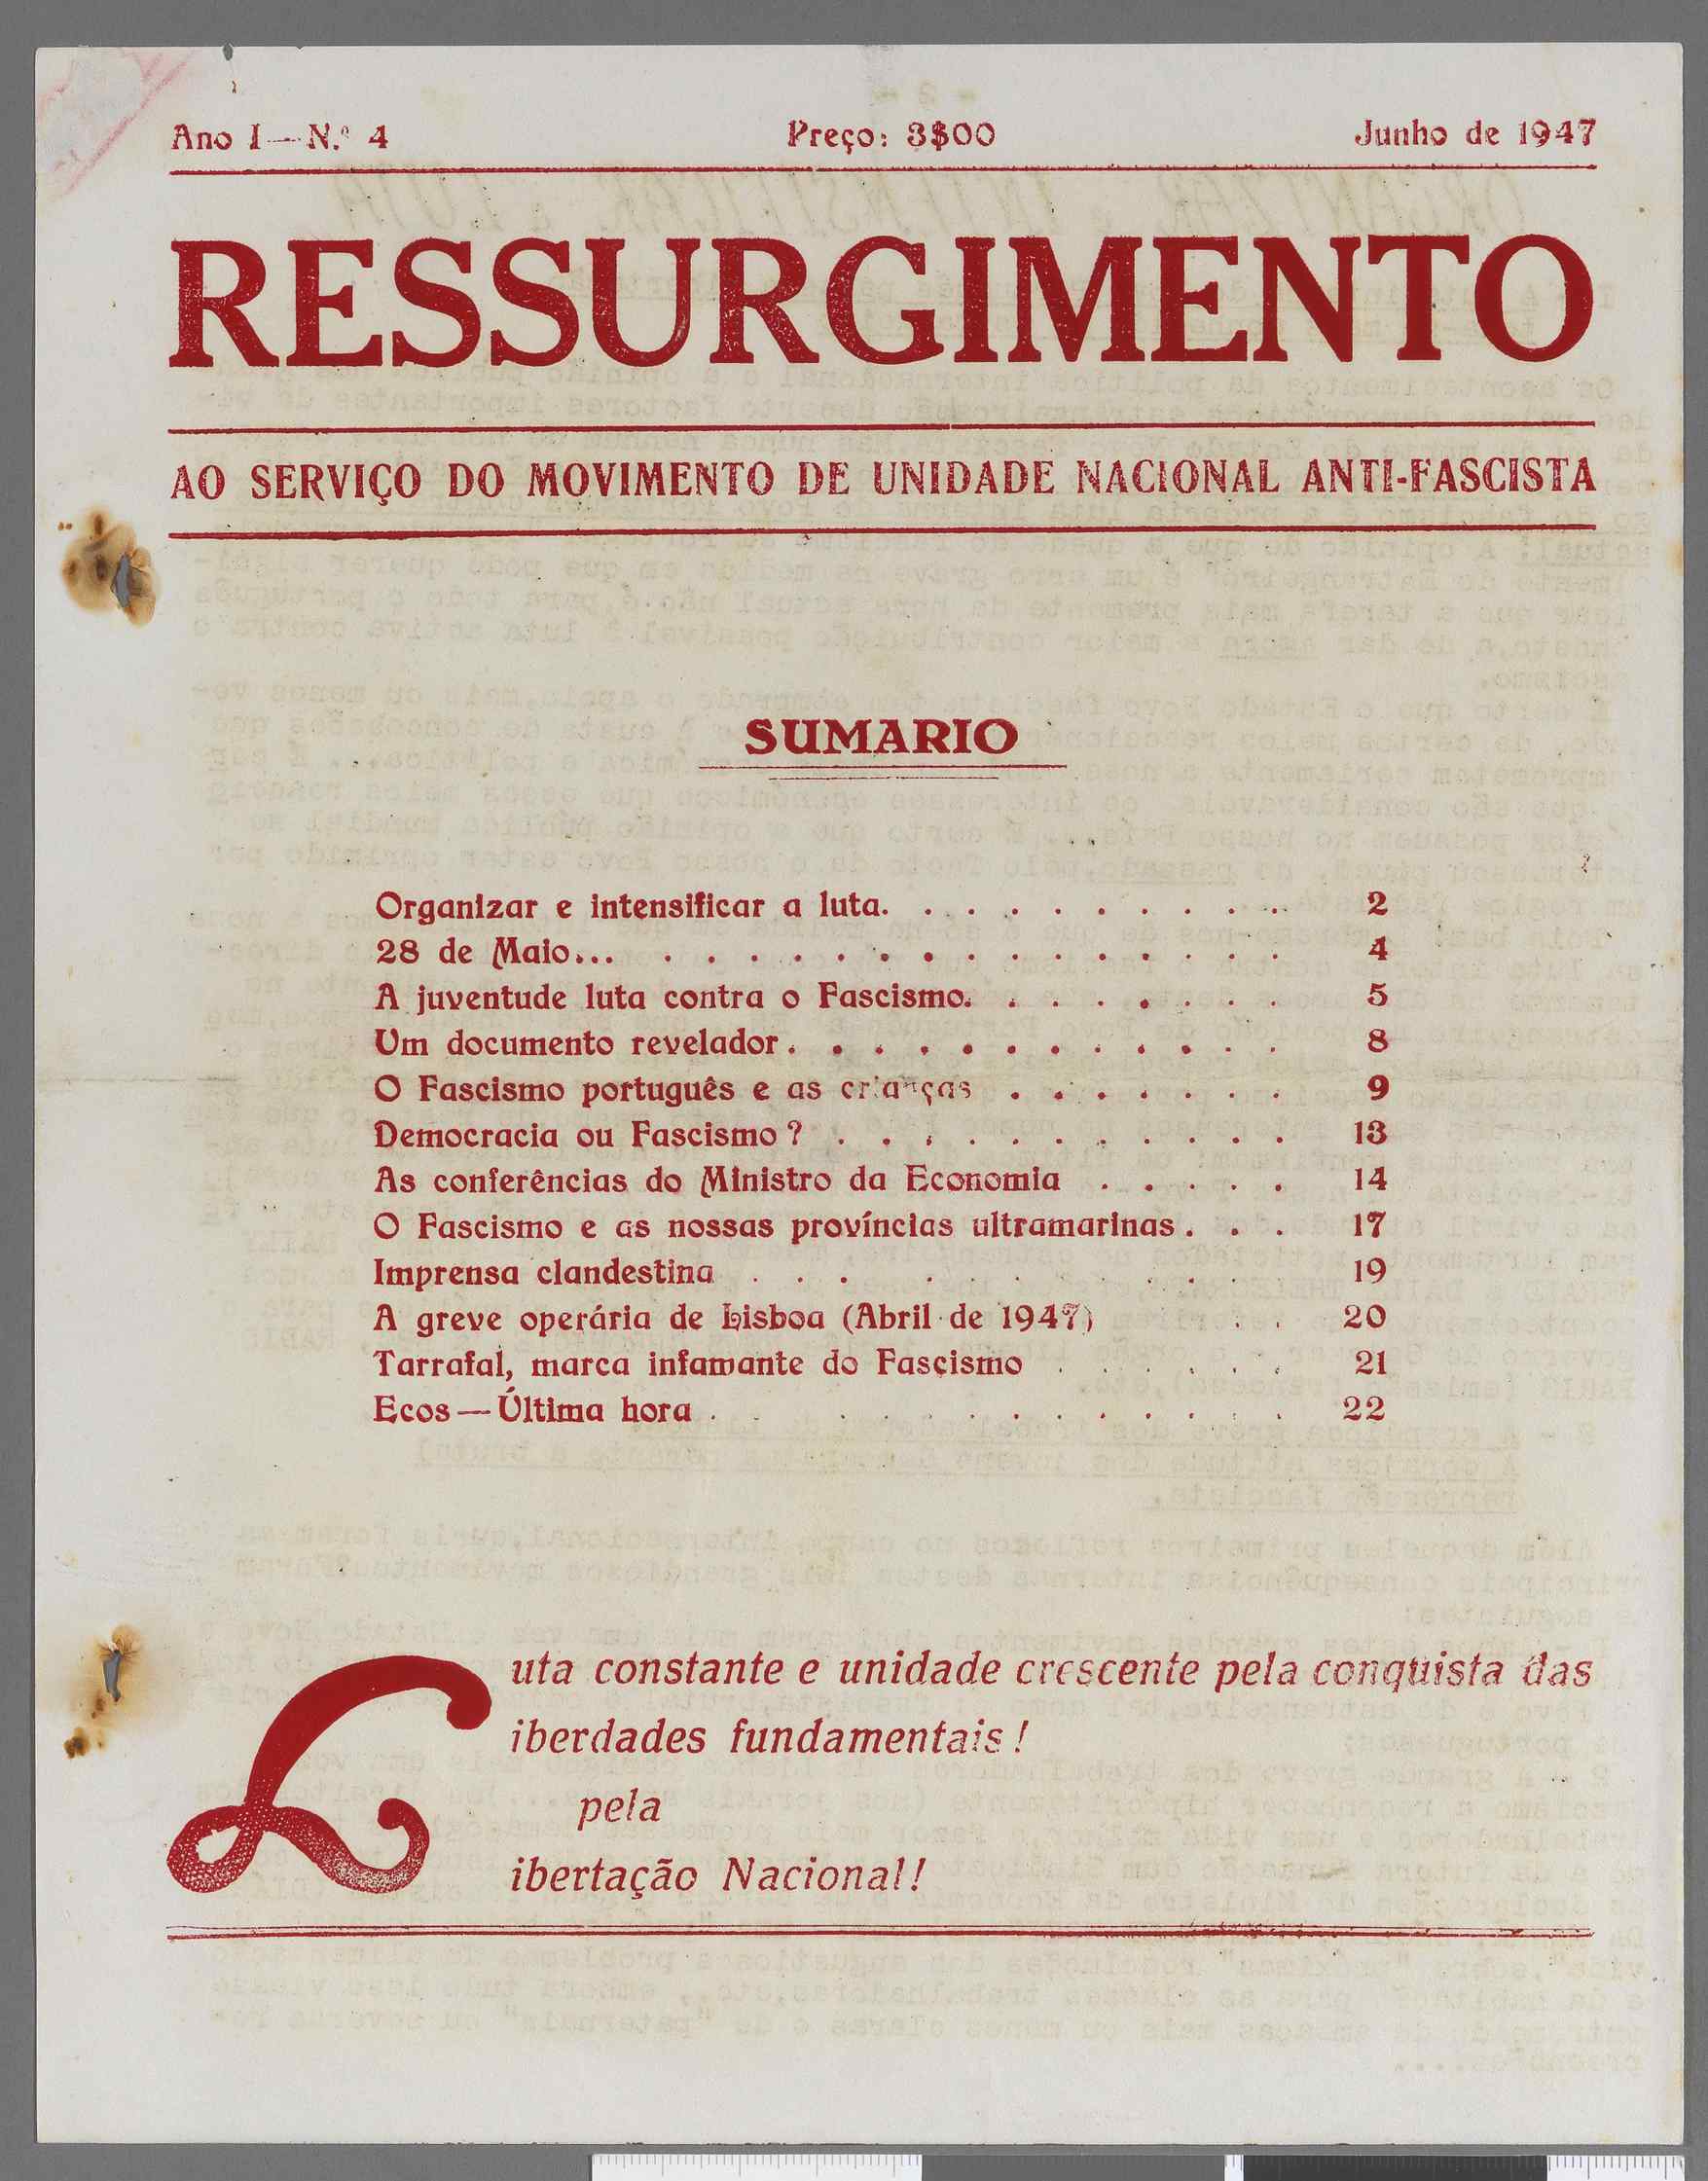 Ano I — N.º 4 Preço: 3$00 Junho de 1947
RESSURGIMENTO
AO SERVIÇO DO MOVIMENTO DE UNIDADE NACIONAL ANTI-FASCISTA
SUMARIO
Organizar e intensificar a luta. . . . . . . . . . 2
28 de Maio... . . . . . . . . . . . . . . . 4
A juventude luta contra o Fascismo. . . . . . . . 5
Um documento revelador. . . . . . . . . . . . 8
O Fascismo português e as crianças . . . . . . . 9
Democracia ou Fascismo? . . . . . . . . . . . 13
As conferências do Ministro da Economia . . . . . 14
O Fascismo e as nossas províncias ultramarinas. . . 17
Imprensa clandestina . . . . . . . . . . . 19
A greve operária de Lisboa (Abril de 1947) . . 20
Tarrafal, marca infamante do Fascismo . . . . . . 21
Ecos — Última hora . . . . . . . . . . . . . 22
Luta constante e unidade crescente pela conquista das
iberdades fundamentais!
pela
ibertação Nacional!